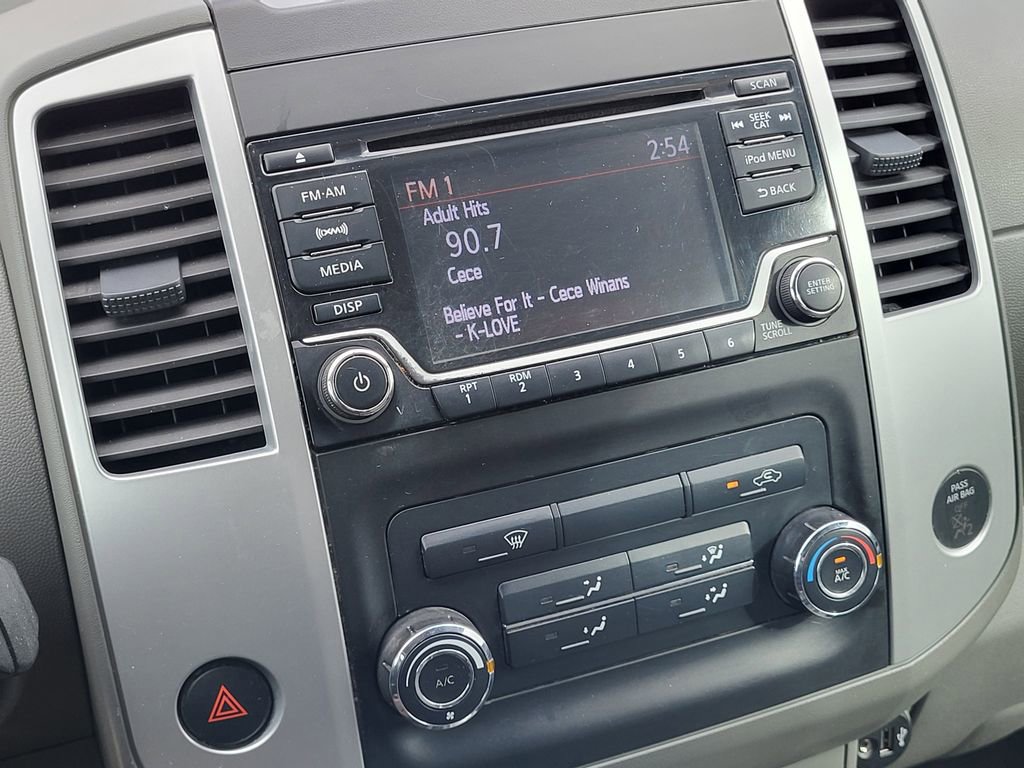 SCAN
SEEK
CAT
iPod MENU
BACK
FM·AM
((XM))
MEDIA
DISP
FM 1
2:54
Adult Hits
90.7
Cece
Believe For It - Cece Winans
- K-LOVE
ENTER
SETTING
TUNE
SCROLL
V
RPT
1
RDM
2
3
4
5
6
PASS
AIR BAG
MAX
A/C
A/C